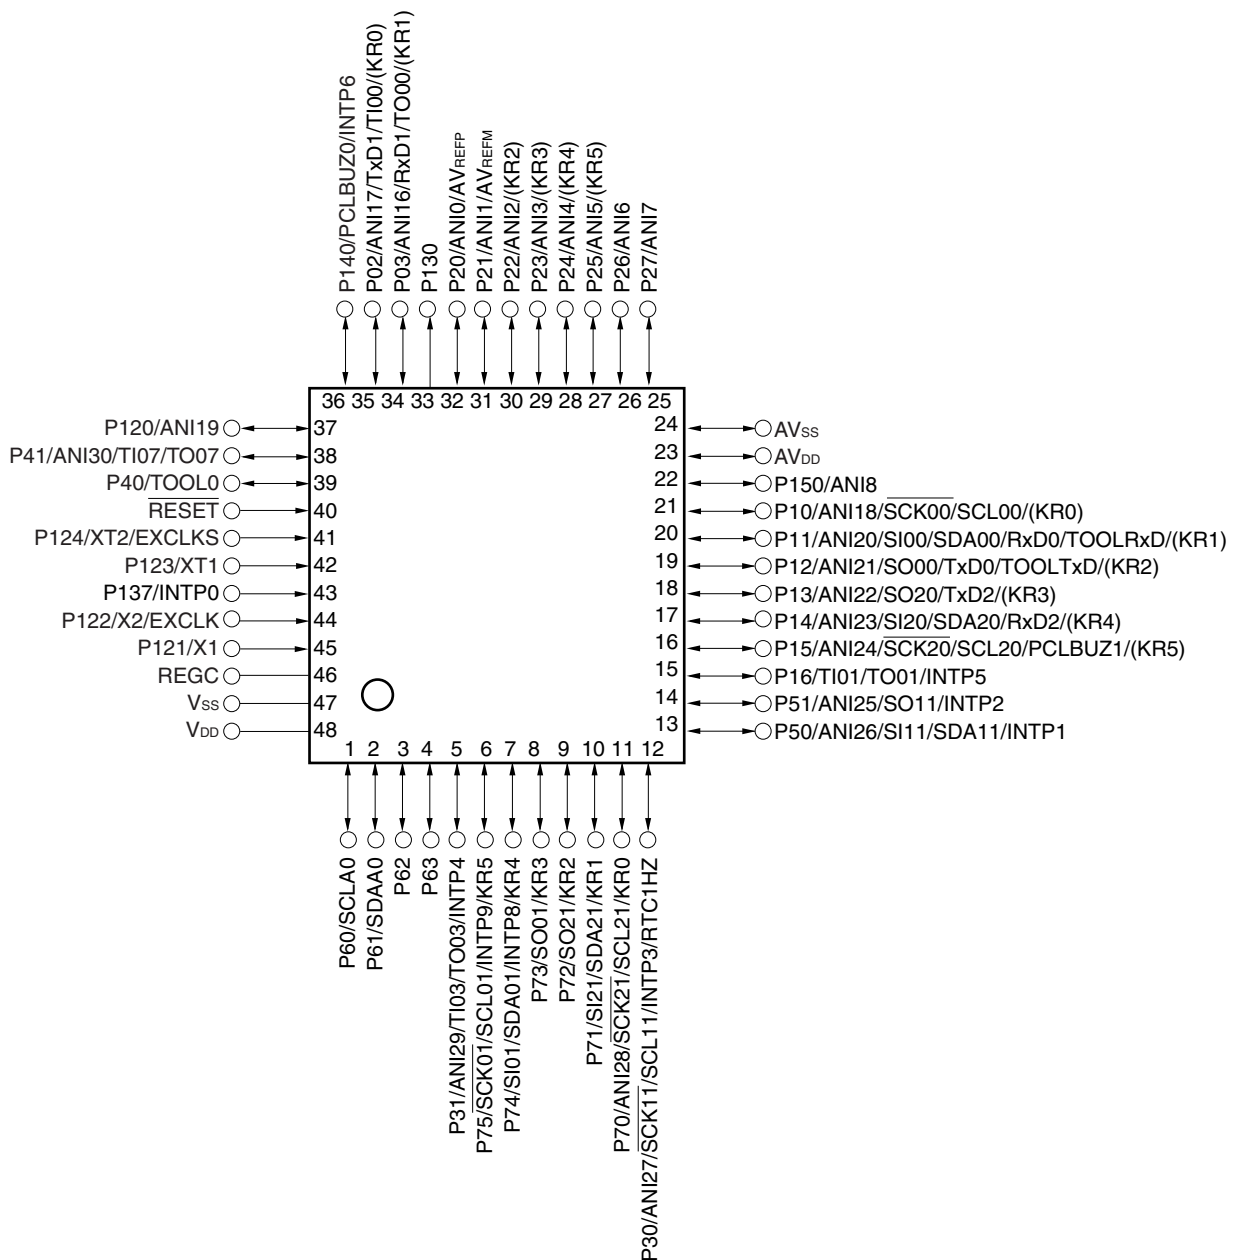 P140/PCLBUZ0/INTP6
P02/ANI17/TxD1/TI00/(KR0)
P03/ANI16/RxD1/TO00/(KR1)
P130
P20/ANI0/AVREFP
P21/ANI1/AVREFM
P22/ANI2/(KR2)
P23/ANI3/(KR3)
P24/ANI4/(KR4)
P25/ANI5/(KR5)
P26/ANI6
P27/ANI7
36 35 34 33 32 31 30 29 28 27 26 25
P120/ANI19 37
P41/ANI30/TI07/TO07 38
P40/TOOL0 39
RESET 40
P124/XT2/EXCLKS 41
P123/XT1 42
P137/INTP0 43
P122/X2/EXCLK 44
P121/X1 45
REGC 46
VSS 47
VDD 48
24 AVSS
23 AVDD
22 P150/ANI8
21 P10/ANI18/SCK00/SCL00/(KR0)
20 P11/ANI20/SI00/SDA00/RxD0/TOOLRxD/(KR1)
19 P12/ANI21/SO00/TxD0/TOOLTxD/(KR2)
18 P13/ANI22/SO20/TxD2/(KR3)
17 P14/ANI23/SI20/SDA20/RxD2/(KR4)
16 P15/ANI24/SCK20/SCL20/PCLBUZ1/(KR5)
15 P16/TI01/TO01/INTP5
14 P51/ANI25/SO11/INTP2
13 P50/ANI26/SI11/SDA11/INTP1
1 2 3 4 5 6 7 8 9 10 11 12
P60/SCLA0
P61/SDAA0
P62
P63
P31/ANI29/TI03/TO03/INTP4
P75/SCK01/SCL01/INTP9/KR5
P74/SI01/SDA01/INTP8/KR4
P73/SO01/KR3
P72/SO21/KR2
P71/SI21/SDA21/KR1
P70/ANI28/SCK21/SCL21/KR0
P30/ANI27/SCK11/SCL11/INTP3/RTC1HZ